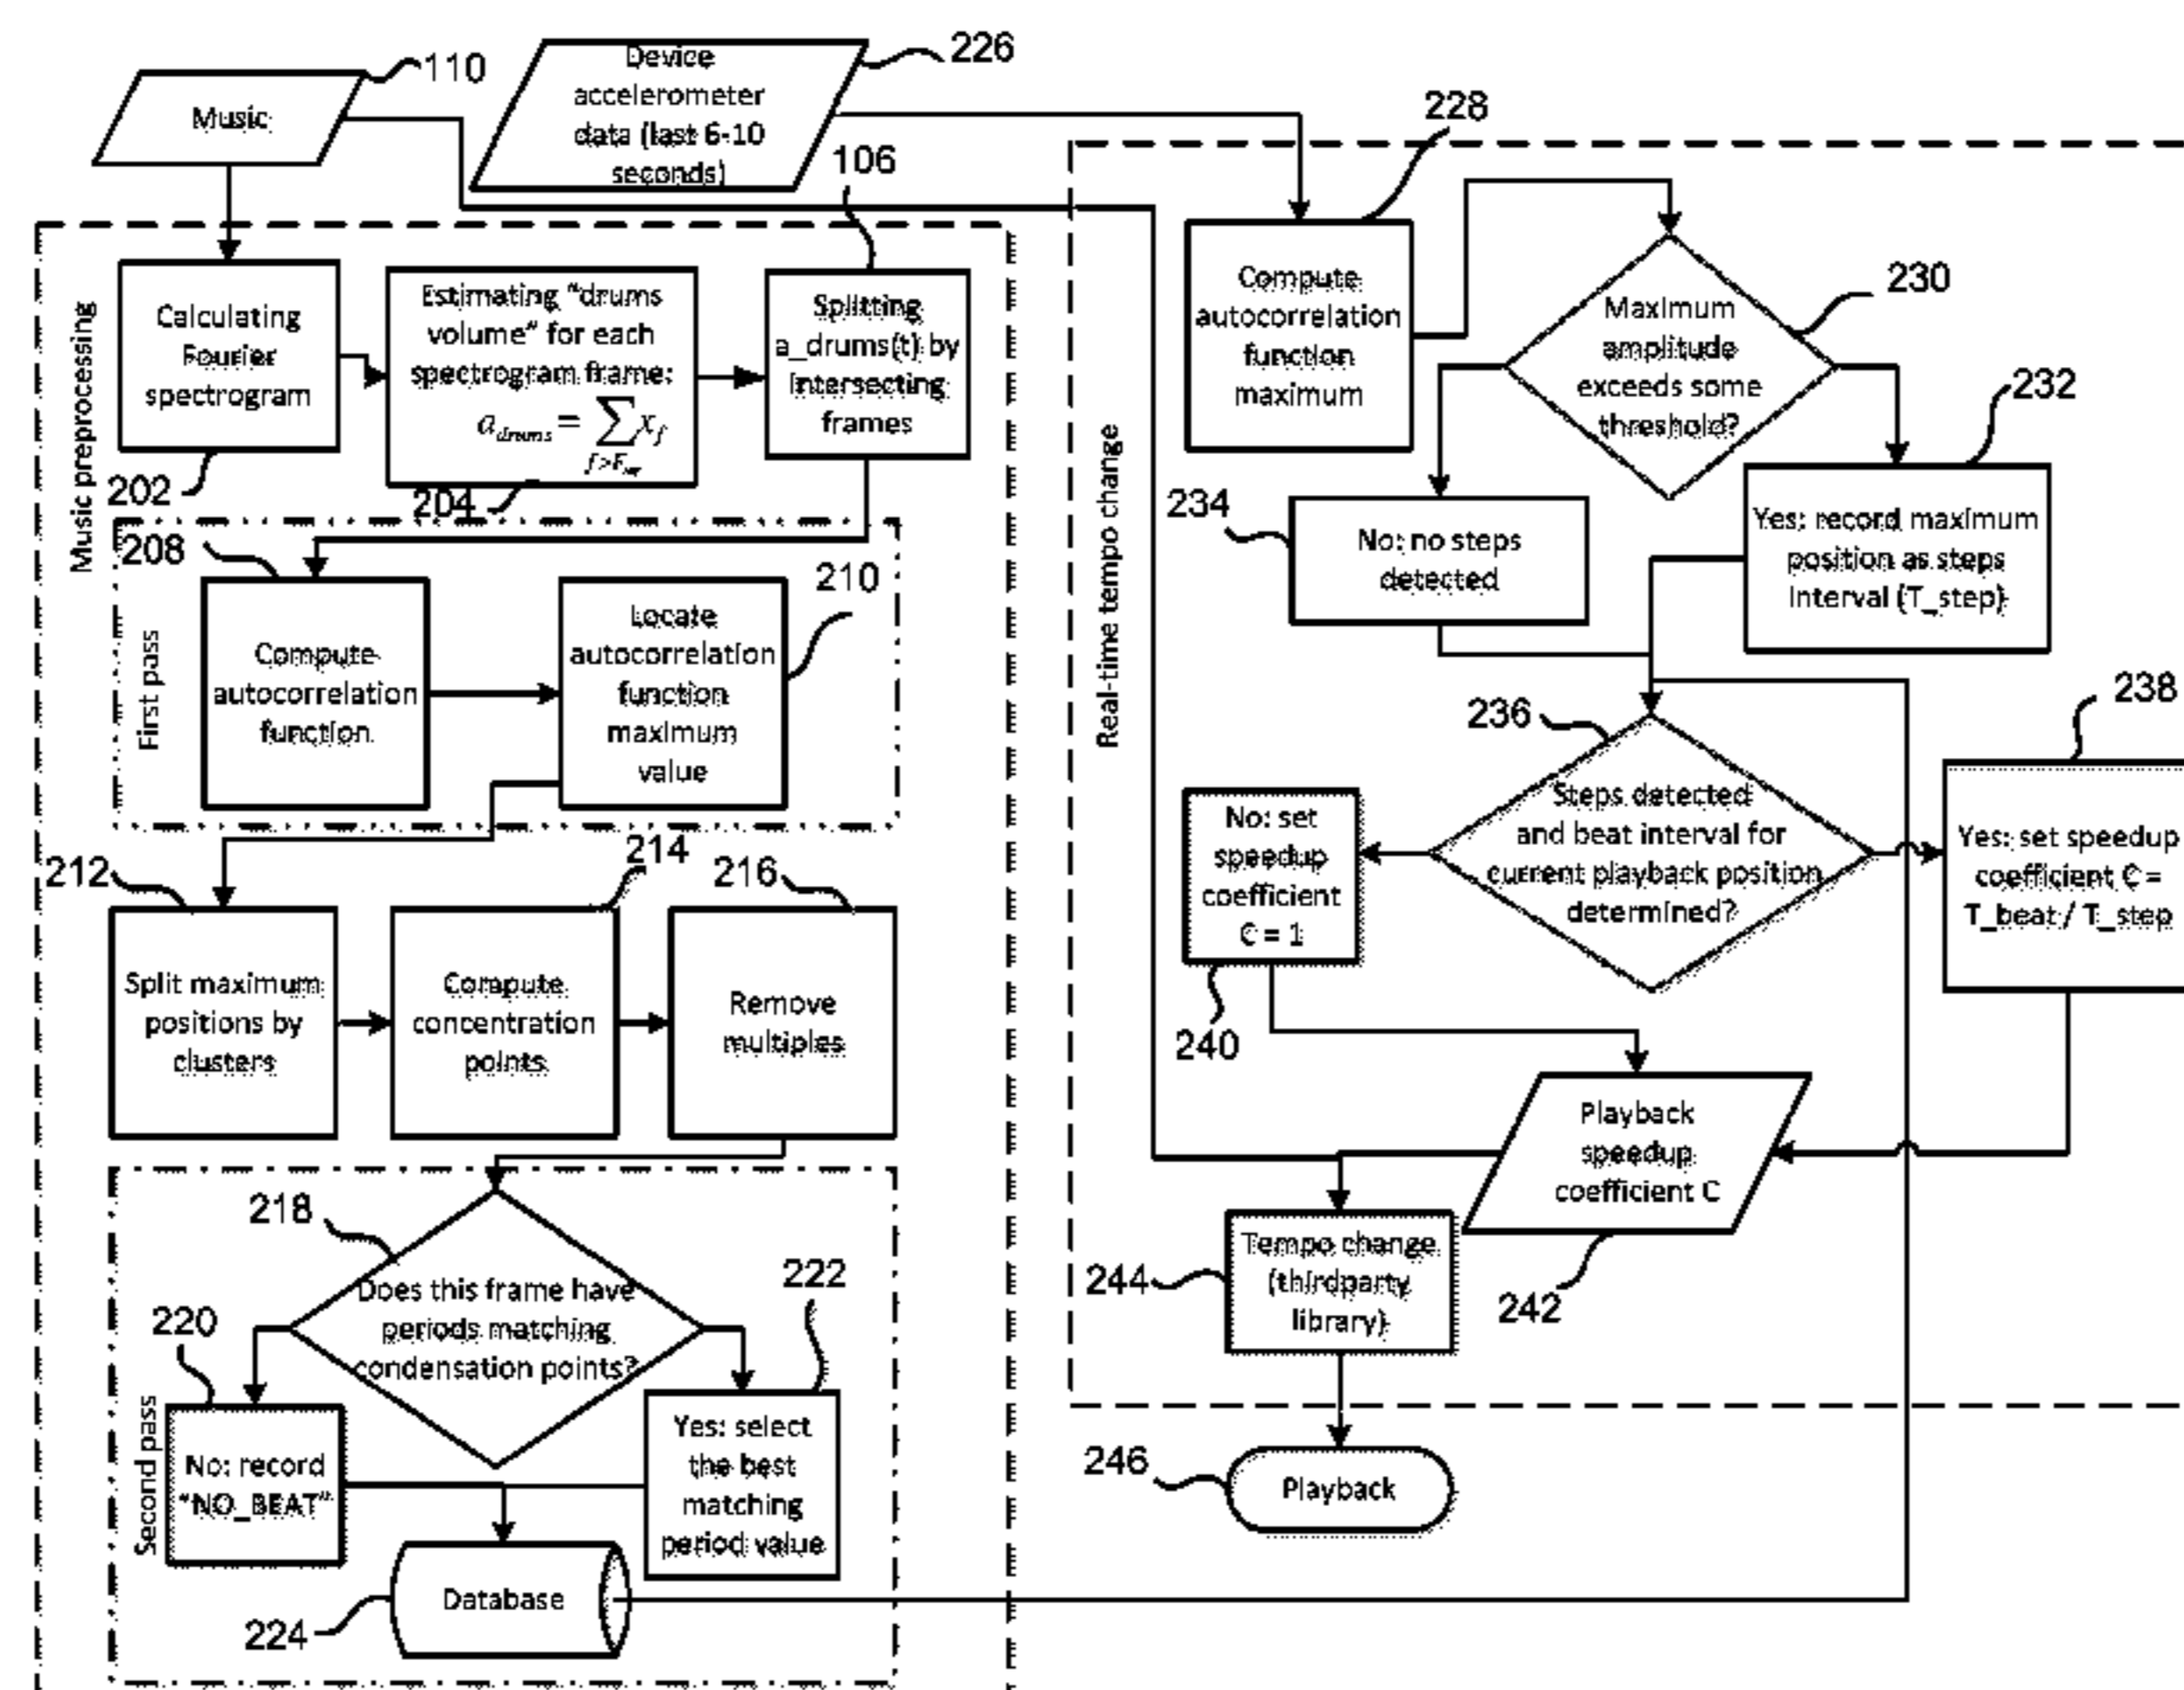 110
Music
Device
accelerometer
data (last 6-10
seconds)
226
106
228
Music preprocessing
Calculating
Fourier
spectrogram
202
Estimating "drums
volume" for each
spectrogram frame:
a_drums = ∑ x_f
204
Splitting
a_drums(t) by
intersecting
frames
First pass
208
Compute
autocorrelation
function
Locate
autocorrelation
function
maximum
value
210
212
Split maximum
positions by
clusters
214
Compute
concentration
points
216
Remove
multiples
Second pass
218
Does this frame have
periods matching
condensation points?
220
No: record
"NO_BEAT"
222
Yes: select
the best
matching
period value
224
Database
Real-time tempo change
Compute
autocorrelation
function
maximum
230
Maximum
amplitude
exceeds some
threshold?
232
Yes: record maximum
position as steps
interval (T_step)
234
No: no steps
detected
236
Steps detected
and beat interval for
current playback position
determined?
238
Yes: set speedup
coefficient C =
T_beat / T_step
No: set
speedup
coefficient
C = 1
240
Playback
speedup
coefficient C
242
244
Tempo change
(thirdparty
library)
246
Playback